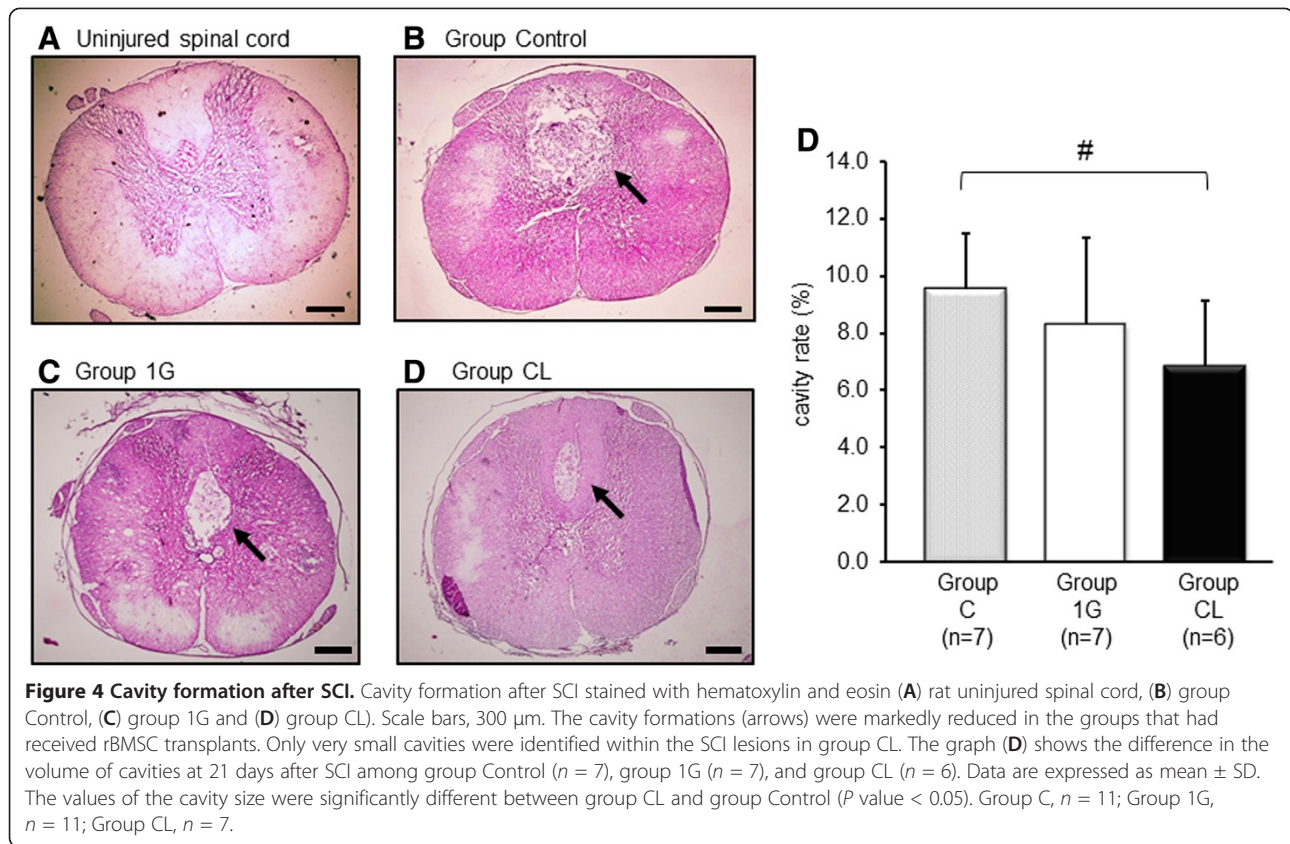 A Uninjured spinal cord
B Group Control
C Group 1G
D Group CL
D
#
14.0
12.0
10.0
8.0
6.0
4.0
2.0
0.0
cavity rate (%)
Group
C
(n=7)
Group
1G
(n=7)
Group
CL
(n=6)
Figure 4 Cavity formation after SCI. Cavity formation after SCI stained with hematoxylin and eosin (A) rat uninjured spinal cord, (B) group
Control, (C) group 1G and (D) group CL). Scale bars, 300 μm. The cavity formations (arrows) were markedly reduced in the groups that had
received rBMSC transplants. Only very small cavities were identified within the SCI lesions in group CL. The graph (D) shows the difference in the
volume of cavities at 21 days after SCI among group Control (n = 7), group 1G (n = 7), and group CL (n = 6). Data are expressed as mean ± SD.
The values of the cavity size were significantly different between group CL and group Control (P value < 0.05). Group C, n = 11; Group 1G,
n = 11; Group CL, n = 7.